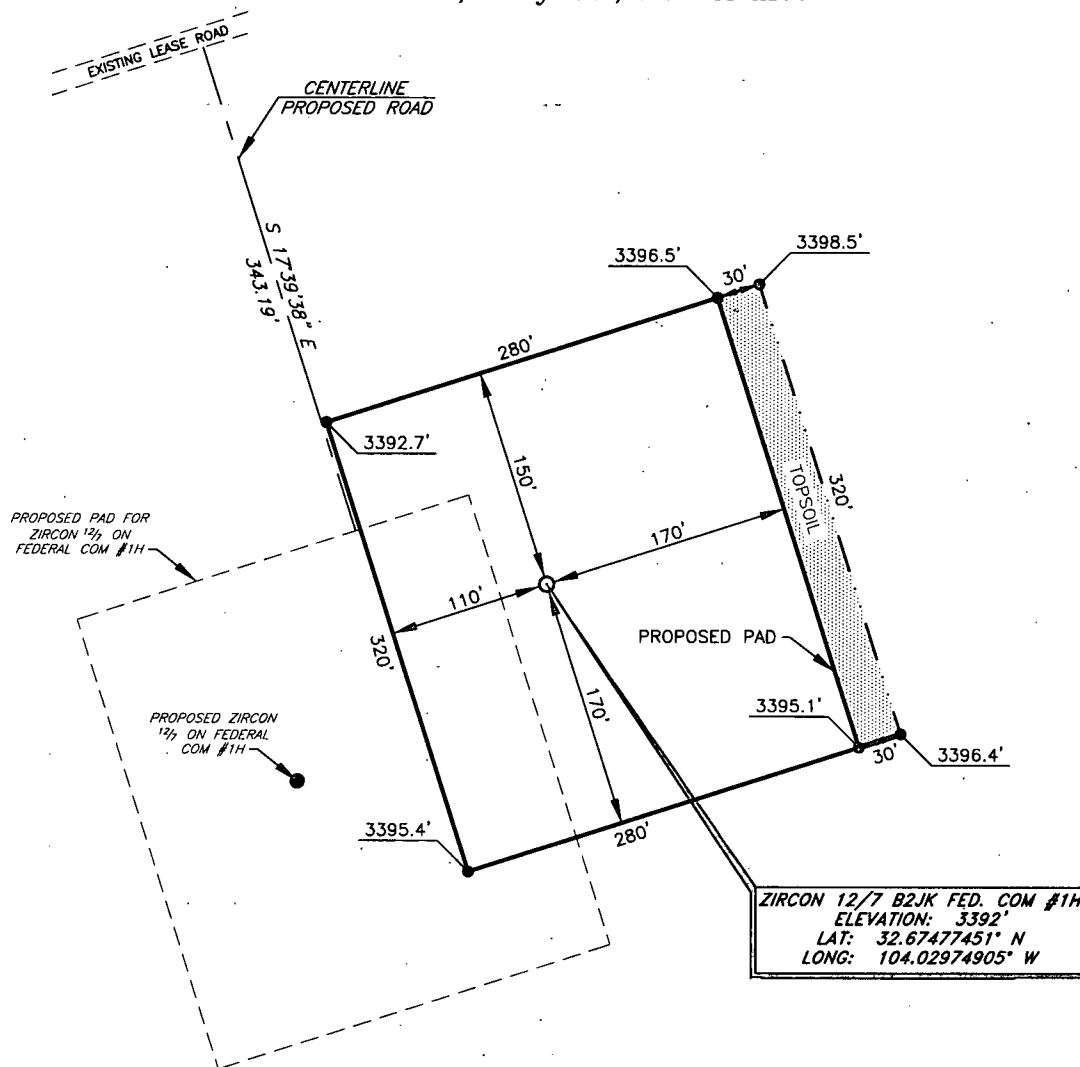 EXISTING LEASE ROAD
CENTERLINE
PROPOSED ROAD
S 17°39'38" E
343.19'
3396.5'
30'
3398.5'
280'
3392.7'
150'
TOPSOIL
320'
170'
PROPOSED PAD FOR
ZIRCON 12/7 ON
FEDERAL COM #1H
110'
320'
PROPOSED PAD
170'
3395.1'
30'
3396.4'
PROPOSED ZIRCON
12/7 ON FEDERAL
COM #1H
3395.4'
280'
ZIRCON 12/7 B2JK FED. COM #1H
ELEVATION: 3392'
LAT: 32.67477451° N
LONG: 104.02974905° W